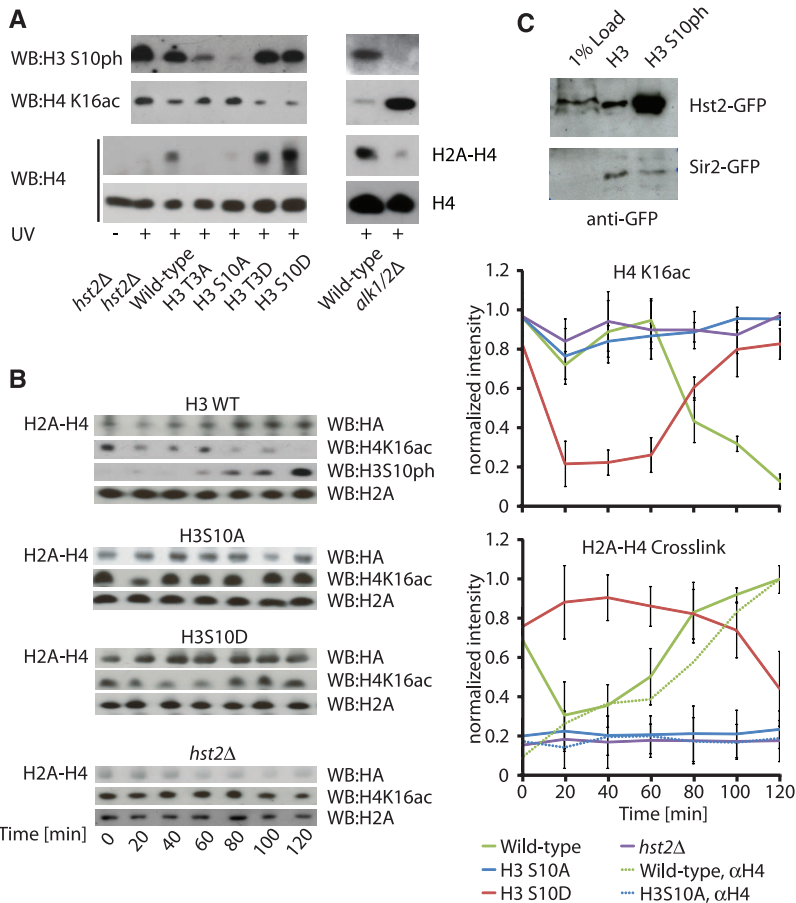 A
WB:H3 S10ph
WB:H4 K16ac
WB:H4
H2A-H4
H4
UV
- + + + + + +
+ +
hst2Δ
hst2Δ
Wild-type
H3 T3A
H3 S10A
H3 T3D
H3 S10D
Wild-type
alk1/2Δ
B
H3 WT
H2A-H4
WB:HA
WB:H4K16ac
WB:H3S10ph
WB:H2A
H3S10A
H2A-H4
WB:HA
WB:H4K16ac
WB:H2A
H3S10D
H2A-H4
WB:HA
WB:H4K16ac
WB:H2A
hst2Δ
H2A-H4
WB:HA
WB:H4K16ac
WB:H2A
Time [min]
0 20 40 60 80 100 120
C
1% Load
H3
H3 S10ph
Hst2-GFP
Sir2-GFP
anti-GFP
H4 K16ac
normalized intensity
1.2
1.0
0.8
0.6
0.4
0.2
0
H2A-H4 Crosslink
normalized intensity
1.2
1.0
0.8
0.6
0.4
0.2
0
0 20 40 60 80 100 120
Time [min]
Wild-type
H3 S10A
H3 S10D
hst2Δ
Wild-type, αH4
H3S10A, αH4